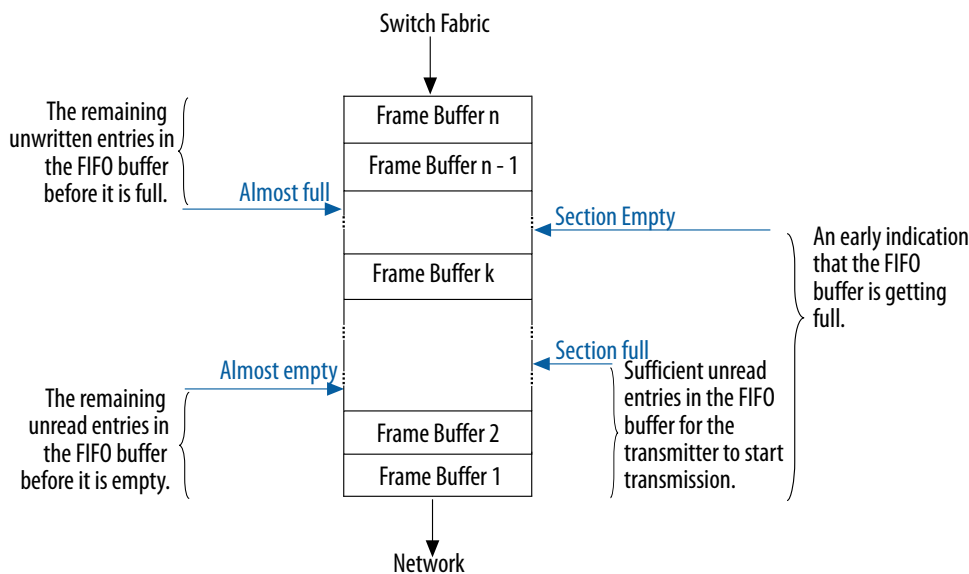 Switch Fabric
Frame Buffer n
The remaining
unwritten entries in
the FIFO buffer
before it is full.
Frame Buffer n - 1
Almost full
Section Empty
An early indication
that the FIFO
buffer is getting
full.
Frame Buffer k
Section full
Almost empty
Sufficient unread
entries in the FIFO
buffer for the
transmitter to start
transmission.
The remaining
unread entries in
the FIFO buffer
before it is empty.
Frame Buffer 2
Frame Buffer 1
Network